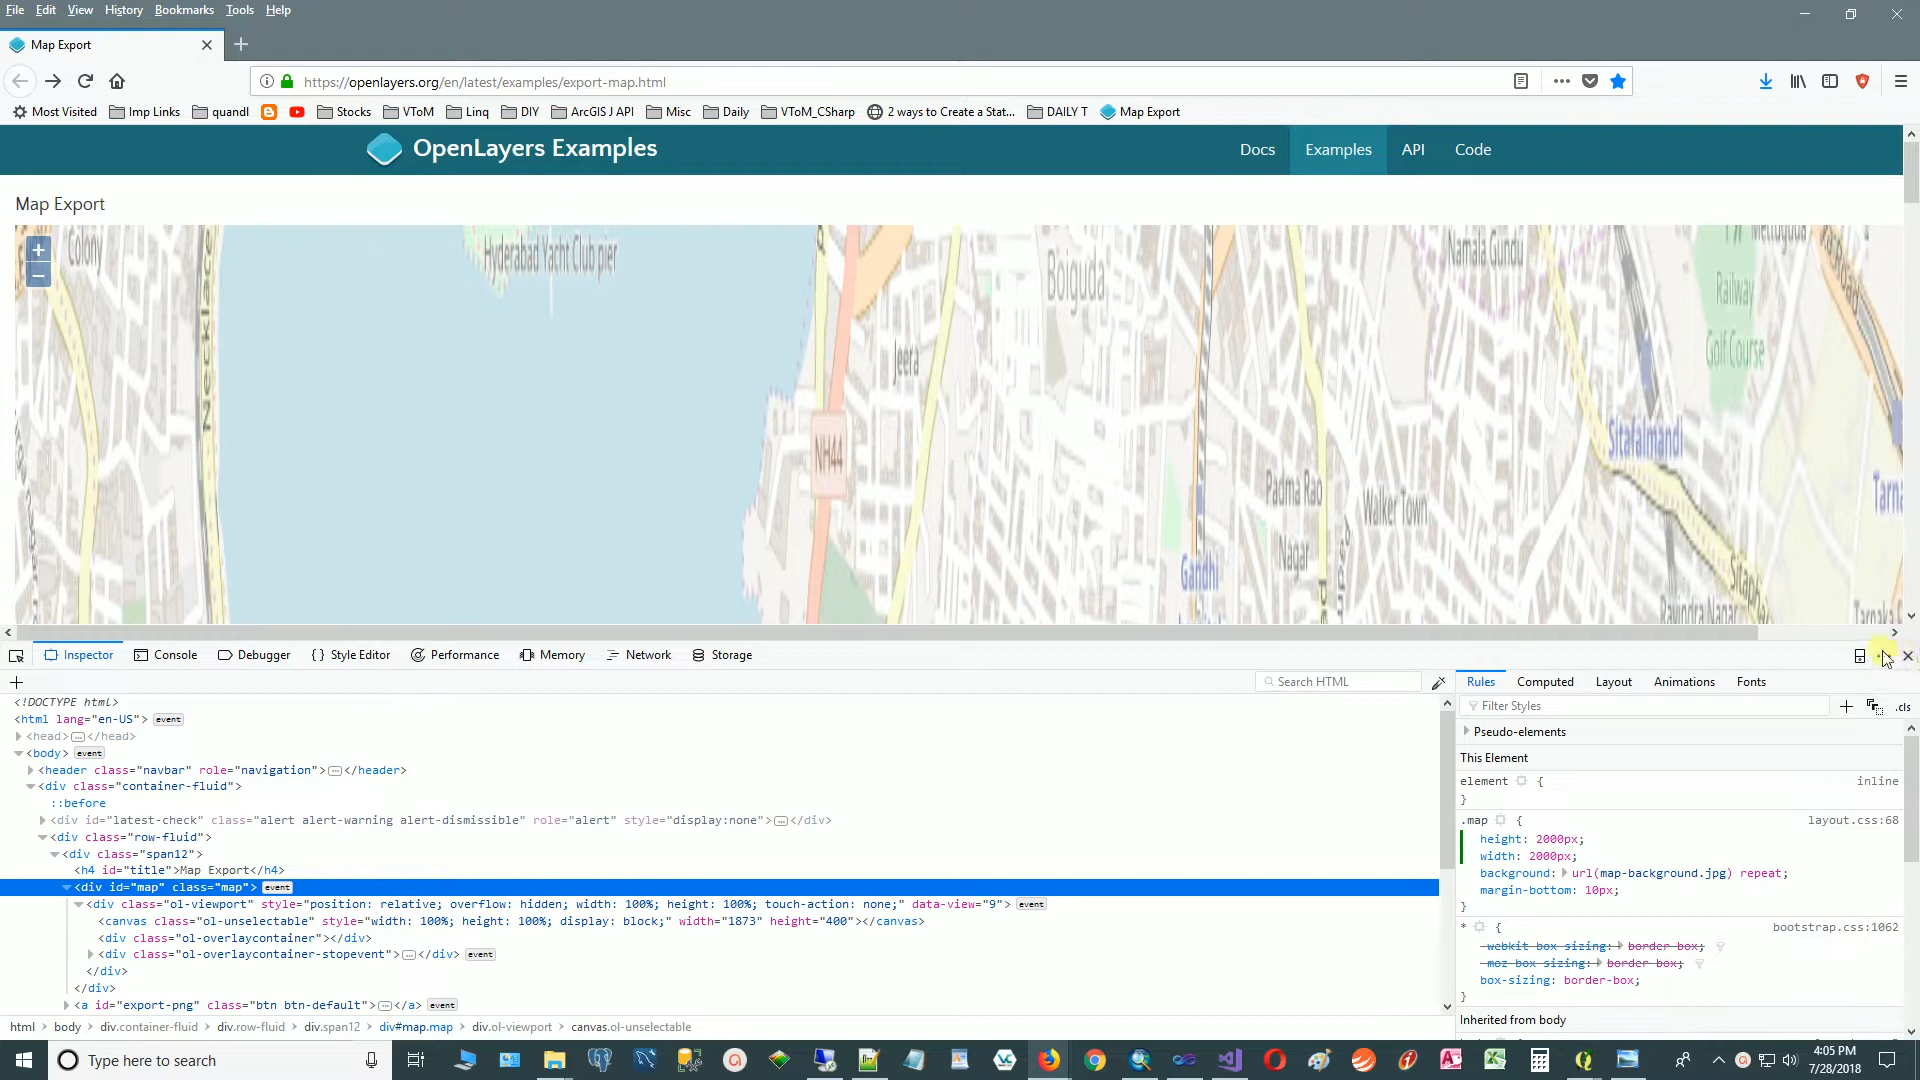 File Edit View History Bookmarks Tools Help
Map Export
https://openlayers.org/en/latest/examples/export-map.html
Most Visited Imp Links quandl Stocks VToM Linq DIY ArcGIS J API Misc Daily VToM_CSharp 2 ways to Create a Stat... DAILY T Map Export
OpenLayers Examples Docs Examples API Code
Map Export
+
−
Colony
Necklace
Hyderabad Yacht Club pier
Boiguda
Namala Gundu
Railway
Golf Course
Jeera
NH44
Sitafalmandi
Padma Rao
Nagar
Walker Town
Gandhi
Ravindra Nagar
Inspector Console Debugger {} Style Editor Performance Memory Network Storage
+ Search HTML
<!DOCTYPE html>
<html lang="en-US"> event
<head>…</head>
<body> event
<header class="navbar" role="navigation">…</header>
<div class="container-fluid">
::before
<div id="latest-check" class="alert alert-warning alert-dismissible" role="alert" style="display:none">…</div>
<div class="row-fluid">
<div class="span12">
<h4 id="title">Map Export</h4>
<div id="map" class="map"> event
<div class="ol-viewport" style="position: relative; overflow: hidden; width: 100%; height: 100%; touch-action: none;" data-view="9"> event
<canvas class="ol-unselectable" style="width: 100%; height: 100%; display: block;" width="1873" height="400"></canvas>
<div class="ol-overlaycontainer"></div>
<div class="ol-overlaycontainer-stopevent">…</div> event
</div>
</div>
<a id="export-png" class="btn btn-default">…</a> event
html body div.container-fluid div.row-fluid div.span12 div#map.map div.ol-viewport canvas.ol-unselectable
Rules Computed Layout Animations Fonts
Filter Styles + .cls
Pseudo-elements
This Element
element { inline
}
.map { layout.css:68
height: 2000px;
width: 2000px;
background: url(map-background.jpg) repeat;
margin-bottom: 10px;
}
* { bootstrap.css:1062
-webkit-box-sizing: border-box;
-moz-box-sizing: border-box;
box-sizing: border-box;
}
Inherited from body
Type here to search
4:05 PM
7/28/2018